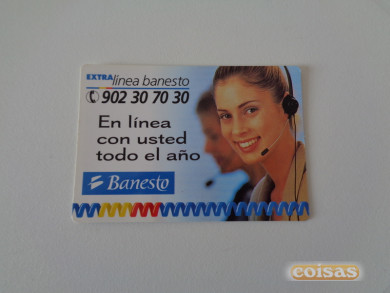 EXTRA línea banesto
902 30 70 30
En línea
con usted
todo el año
Banesto
coisas